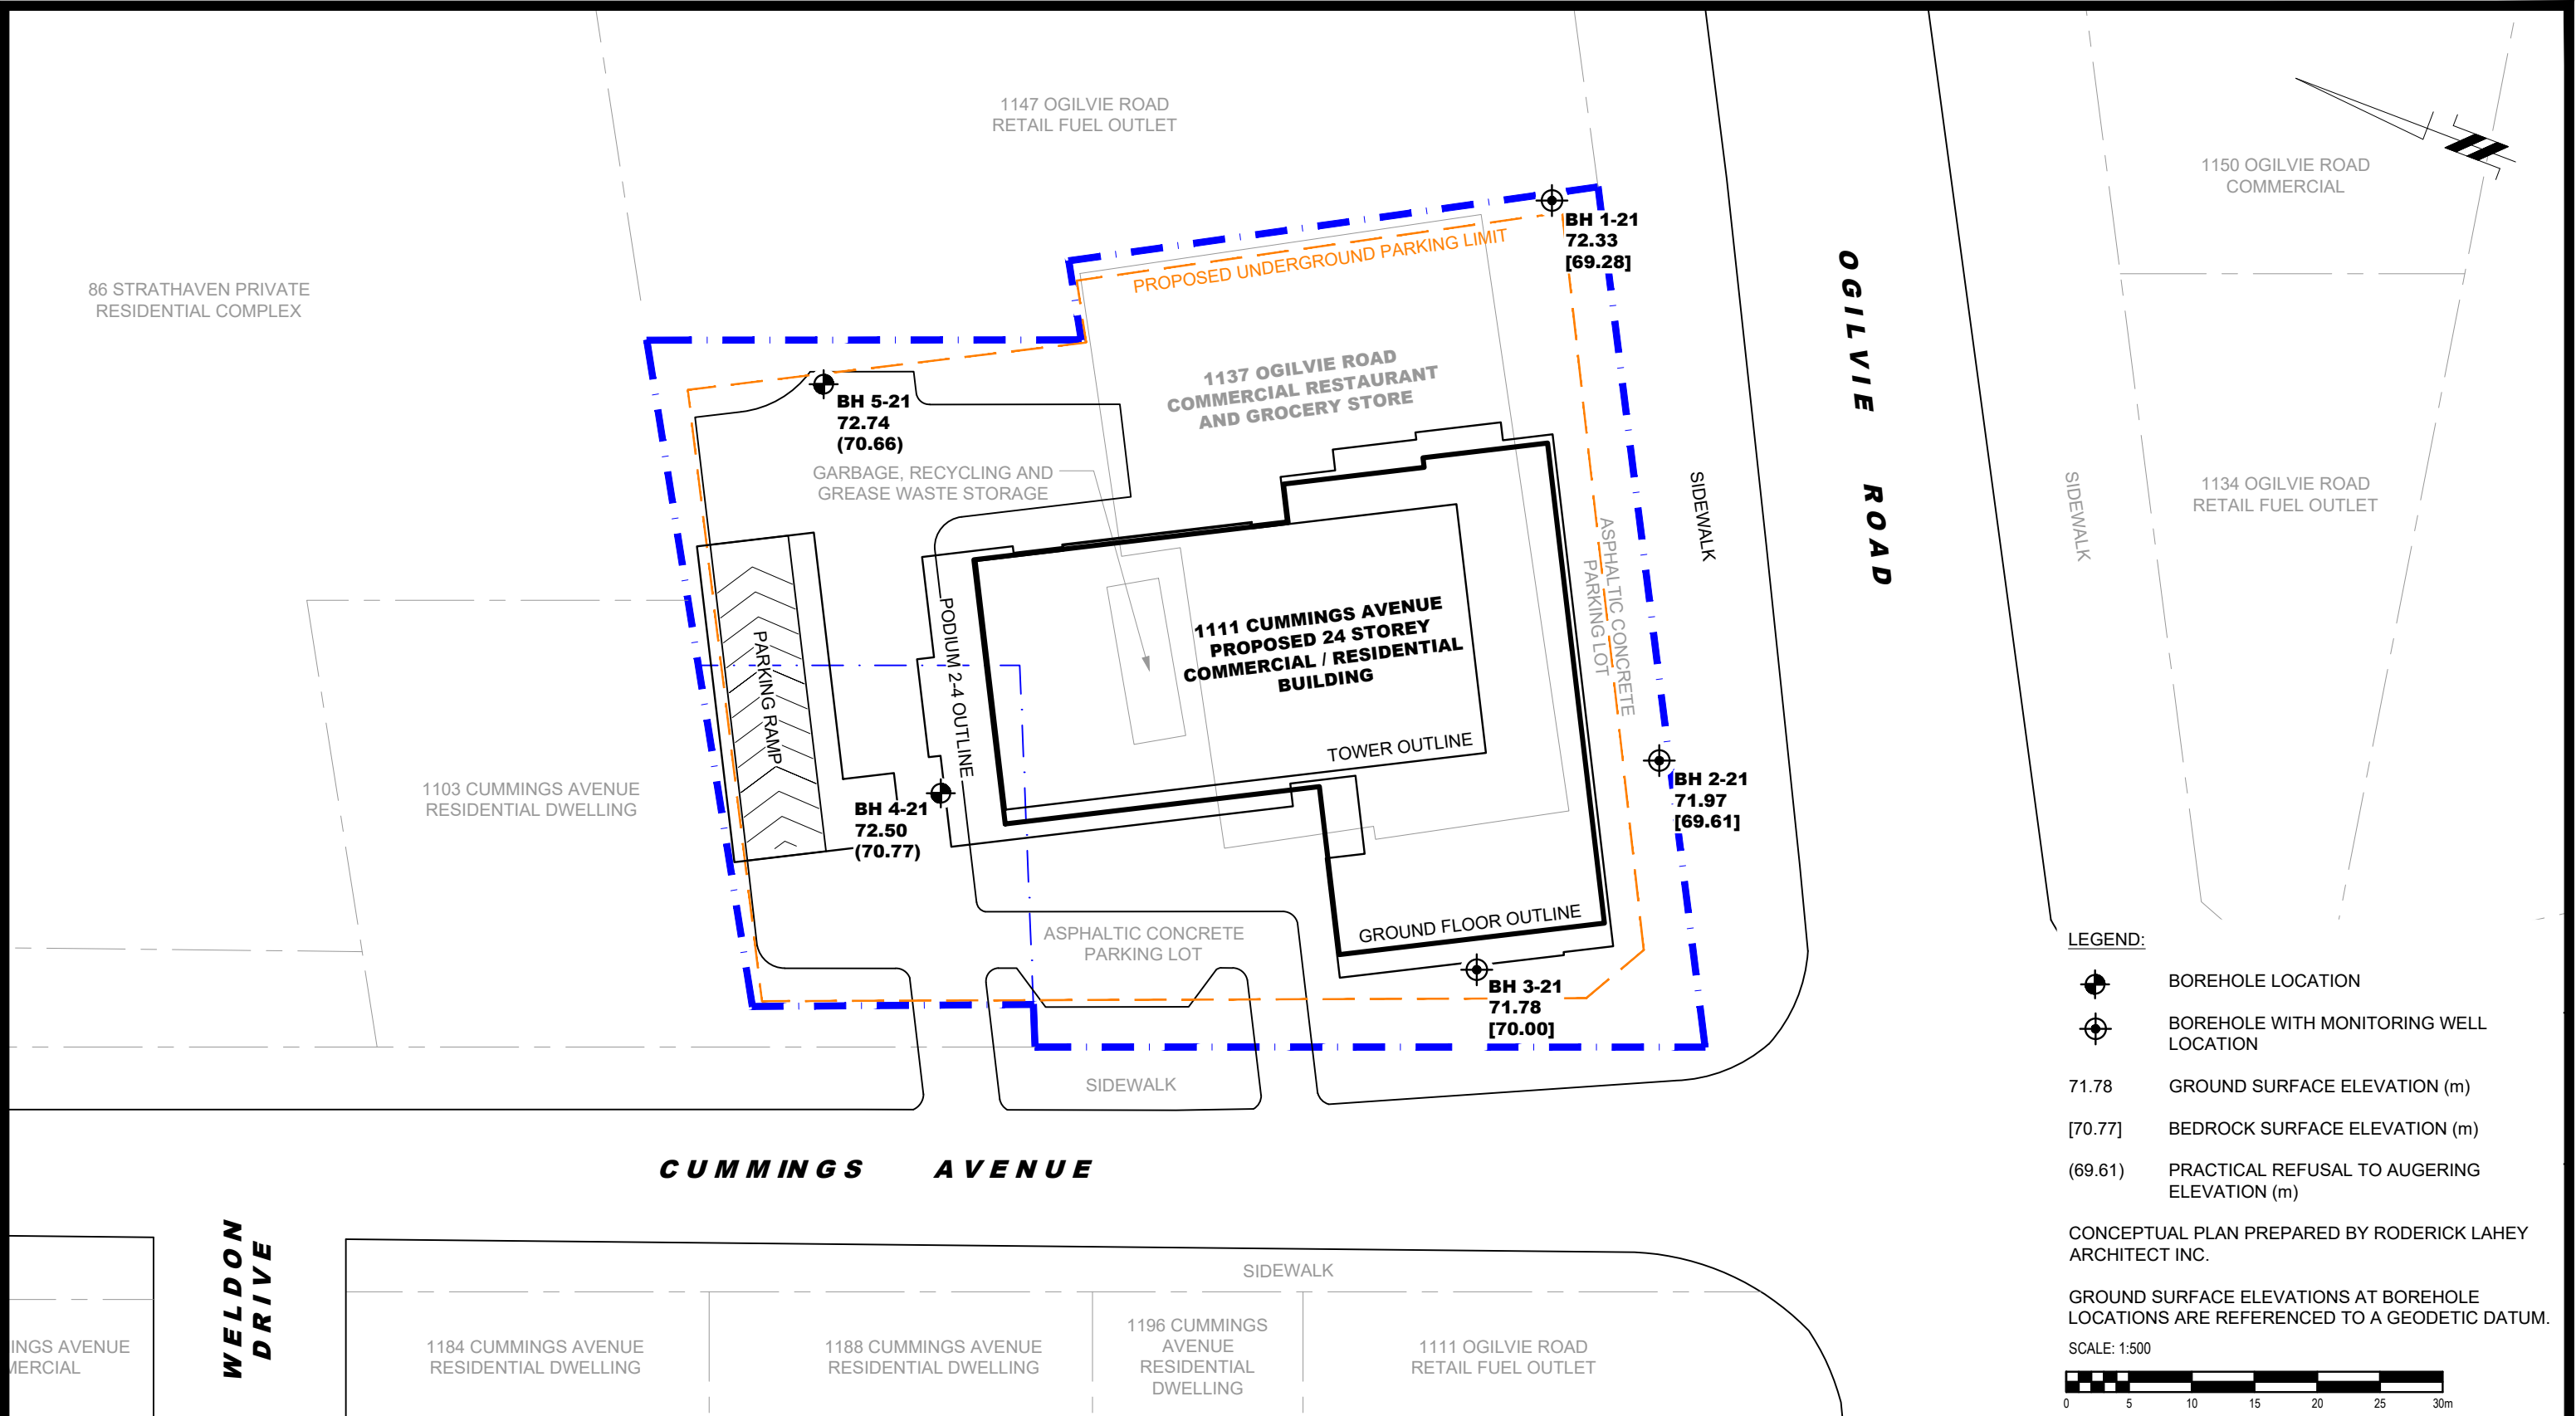 1147 OGILVIE ROAD
RETAIL FUEL OUTLET
1150 OGILVIE ROAD
COMMERCIAL
86 STRATHAVEN PRIVATE
RESIDENTIAL COMPLEX
BH 1-21
72.33
[69.28]
PROPOSED UNDERGROUND PARKING LIMIT
OGILVIE ROAD
1137 OGILVIE ROAD
COMMERCIAL RESTAURANT
AND GROCERY STORE
BH 5-21
72.74
(70.66)
GARBAGE, RECYCLING AND
GREASE WASTE STORAGE
SIDEWALK
SIDEWALK
1134 OGILVIE ROAD
RETAIL FUEL OUTLET
ASPHALTIC CONCRETE
PARKING LOT
1111 CUMMINGS AVENUE
PROPOSED 24 STOREY
COMMERCIAL / RESIDENTIAL
BUILDING
PODIUM 2-4 OUTLINE
PARKING RAMP
TOWER OUTLINE
1103 CUMMINGS AVENUE
RESIDENTIAL DWELLING
BH 4-21
72.50
(70.77)
BH 2-21
71.97
[69.61]
GROUND FLOOR OUTLINE
ASPHALTIC CONCRETE
PARKING LOT
BH 3-21
71.78
[70.00]
SIDEWALK
CUMMINGS AVENUE
WELDON
DRIVE
SIDEWALK
INGS AVENUE
MERCIAL
1184 CUMMINGS AVENUE
RESIDENTIAL DWELLING
1188 CUMMINGS AVENUE
RESIDENTIAL DWELLING
1196 CUMMINGS
AVENUE
RESIDENTIAL
DWELLING
1111 OGILVIE ROAD
RETAIL FUEL OUTLET
LEGEND:
BOREHOLE LOCATION
BOREHOLE WITH MONITORING WELL
LOCATION
71.78 GROUND SURFACE ELEVATION (m)
[70.77] BEDROCK SURFACE ELEVATION (m)
(69.61) PRACTICAL REFUSAL TO AUGERING
ELEVATION (m)
CONCEPTUAL PLAN PREPARED BY RODERICK LAHEY
ARCHITECT INC.
GROUND SURFACE ELEVATIONS AT BOREHOLE
LOCATIONS ARE REFERENCED TO A GEODETIC DATUM.
SCALE: 1:500
0 5 10 15 20 25 30m